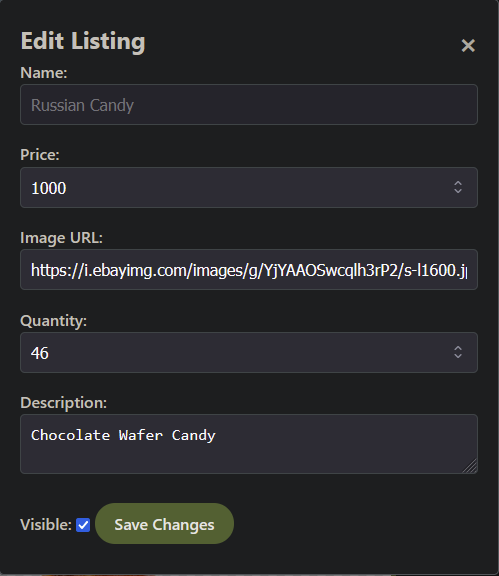 Edit Listing
×
Name:
Russian Candy
Price:
1000
Image URL:
https://i.ebayimg.com/images/g/YjYAAOSwcqlh3rP2/s-l1600.jp
Quantity:
46
Description:
Chocolate Wafer Candy
Visible: Save Changes